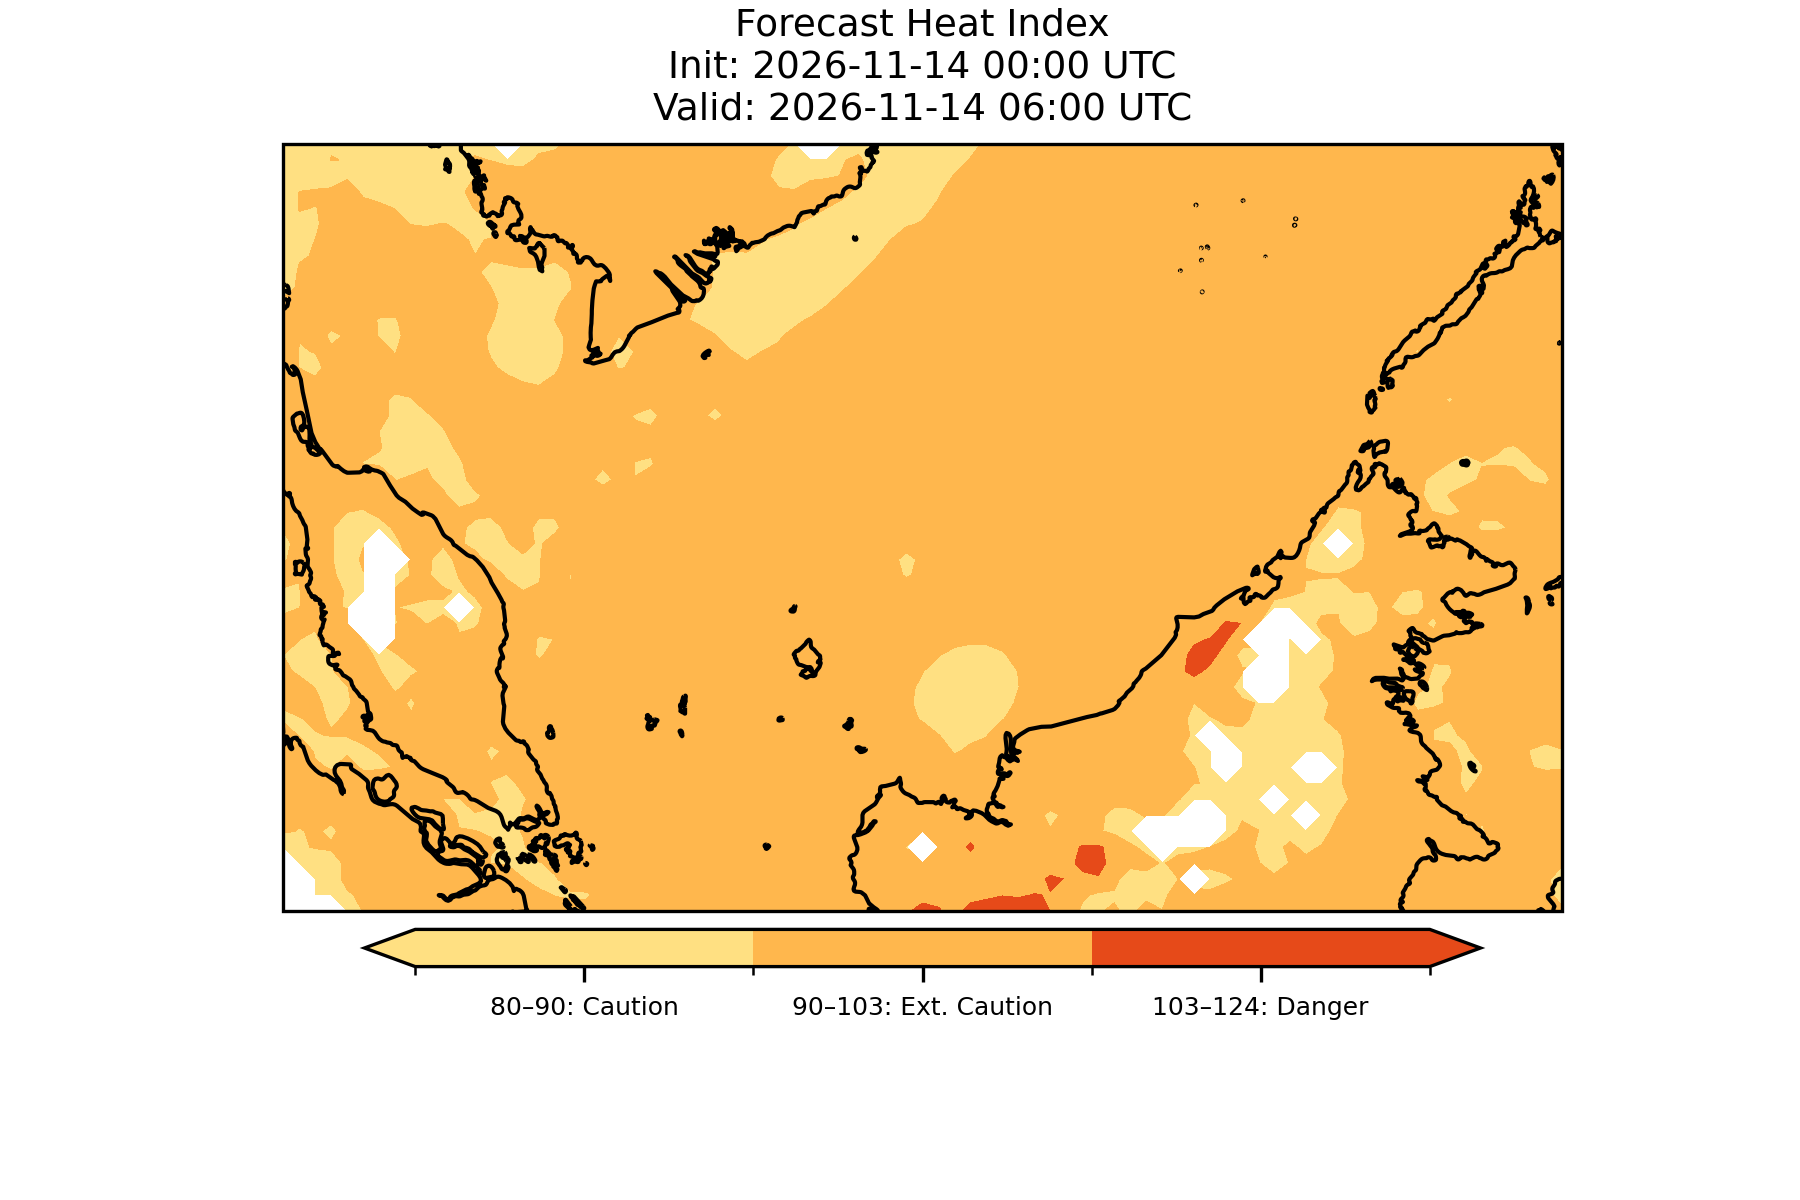 Forecast Heat Index
Init: 2026-11-14 00:00 UTC
Valid: 2026-11-14 06:00 UTC
80–90: Caution
90–103: Ext. Caution
103–124: Danger